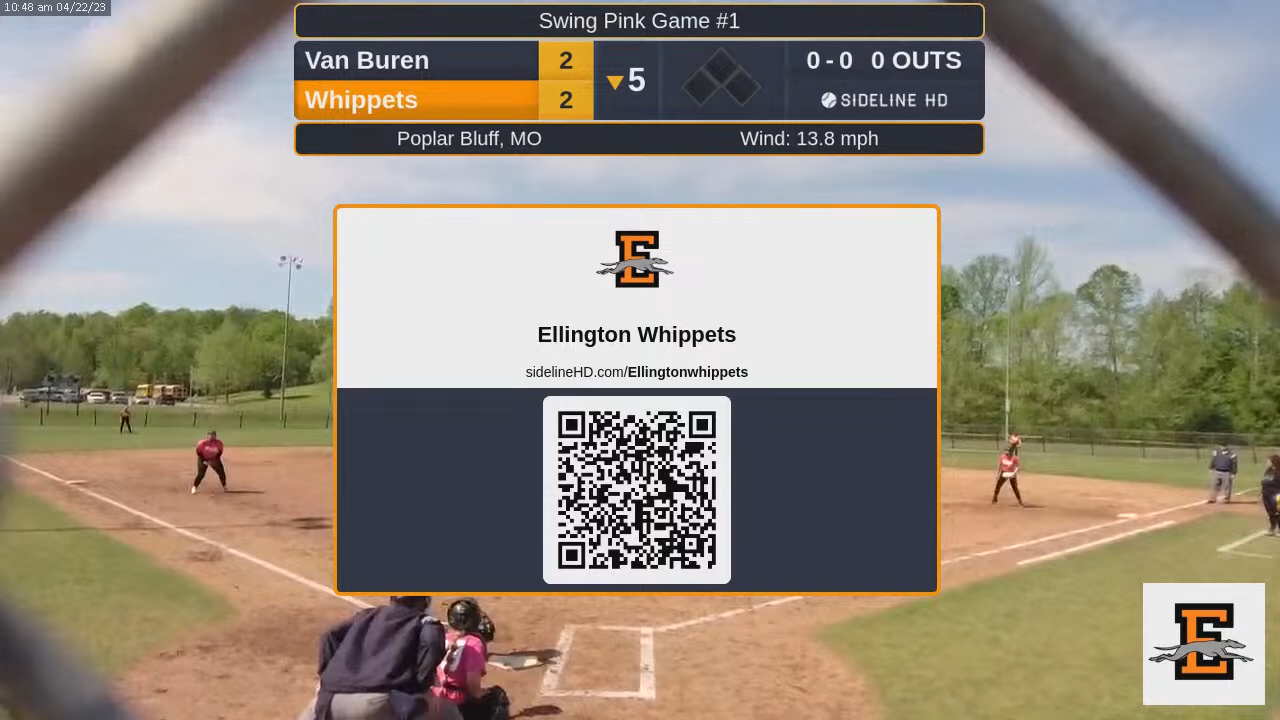 10:48 am 04/22/23
Swing Pink Game #1
Van Buren 2
▼5
0 - 0 0 OUTS
Whippets 2
SIDELINE HD
Poplar Bluff, MO Wind: 13.8 mph
E
Ellington Whippets
sidelineHD.com/Ellingtonwhippets
E